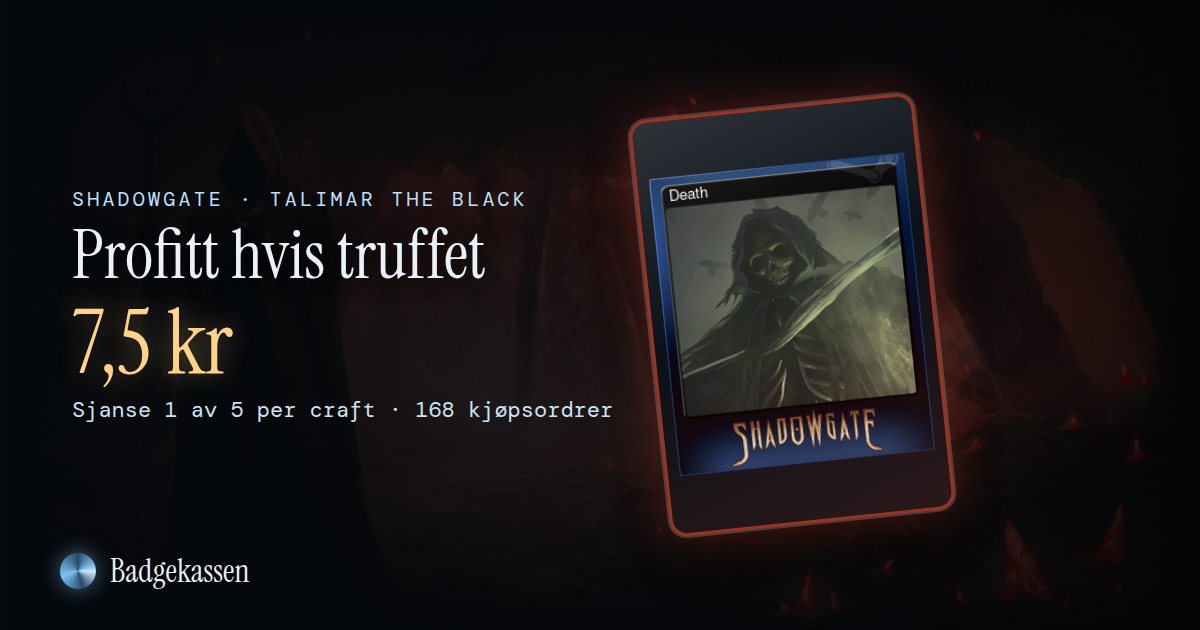 SHADOWGATE · TALIMAR THE BLACK
Profitt hvis truffet
7,5 kr
Sjanse 1 av 5 per craft · 168 kjøpsordrer
Death
SHADOWGATE
Badgekassen